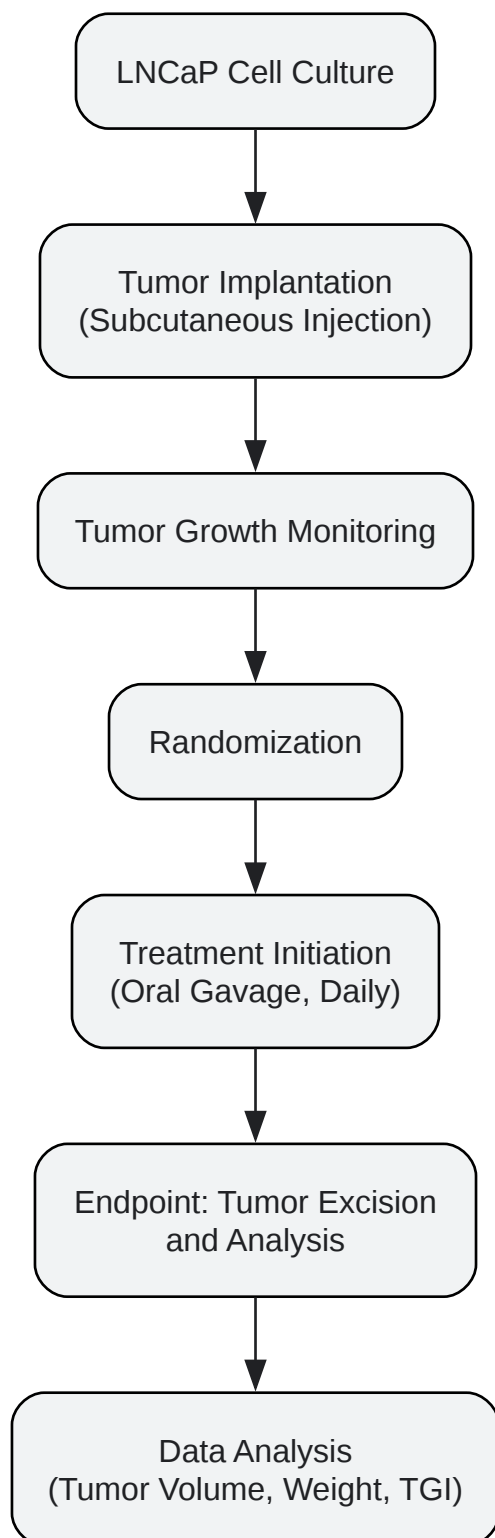 LNCaP Cell Culture
Tumor Implantation
(Subcutaneous Injection)
Tumor Growth Monitoring
Randomization
Treatment Initiation
(Oral Gavage, Daily)
Endpoint: Tumor Excision
and Analysis
Data Analysis
(Tumor Volume, Weight, TGI)